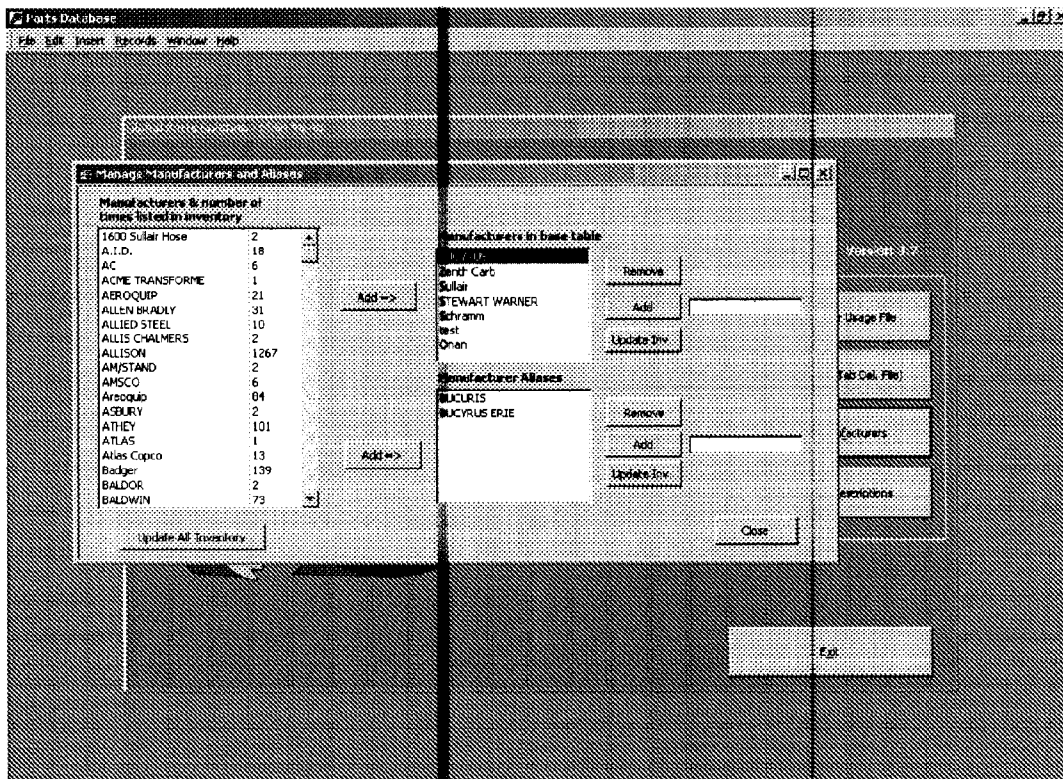 Parts Database
File Edit Insert Records Window Help
Manage Manufacturers and Aliases
Manufacturers & number of
times listed in inventory
1600 Sullair Hose 2
A.I.D. 18
AC 6
ACME TRANSFORME 1
AEROQUIP 21
ALLEN BRADLY 31
ALLIED STEEL 10
ALLIS CHALMERS 2
ALLISON 1267
AM/STAND 2
AMSCO 6
Areoquip 84
ASBURY 2
ATHEY 101
ATLAS 1
Atlas Copco 13
Badger 139
BALDOR 2
BALDWIN 73
Update All Inventory
Add =>
Add =>
Manufacturers in base table
Zenth Carb
Sullair
STEWART WARNER
Schramm
test
Onan
Remove
Add
Update Inv
Manufacturer Aliases
BUCURIS
BUCYRUS ERIE
Remove
Add
Update Inv
Close
Version
Usage File
Tab Del. File)
Exit